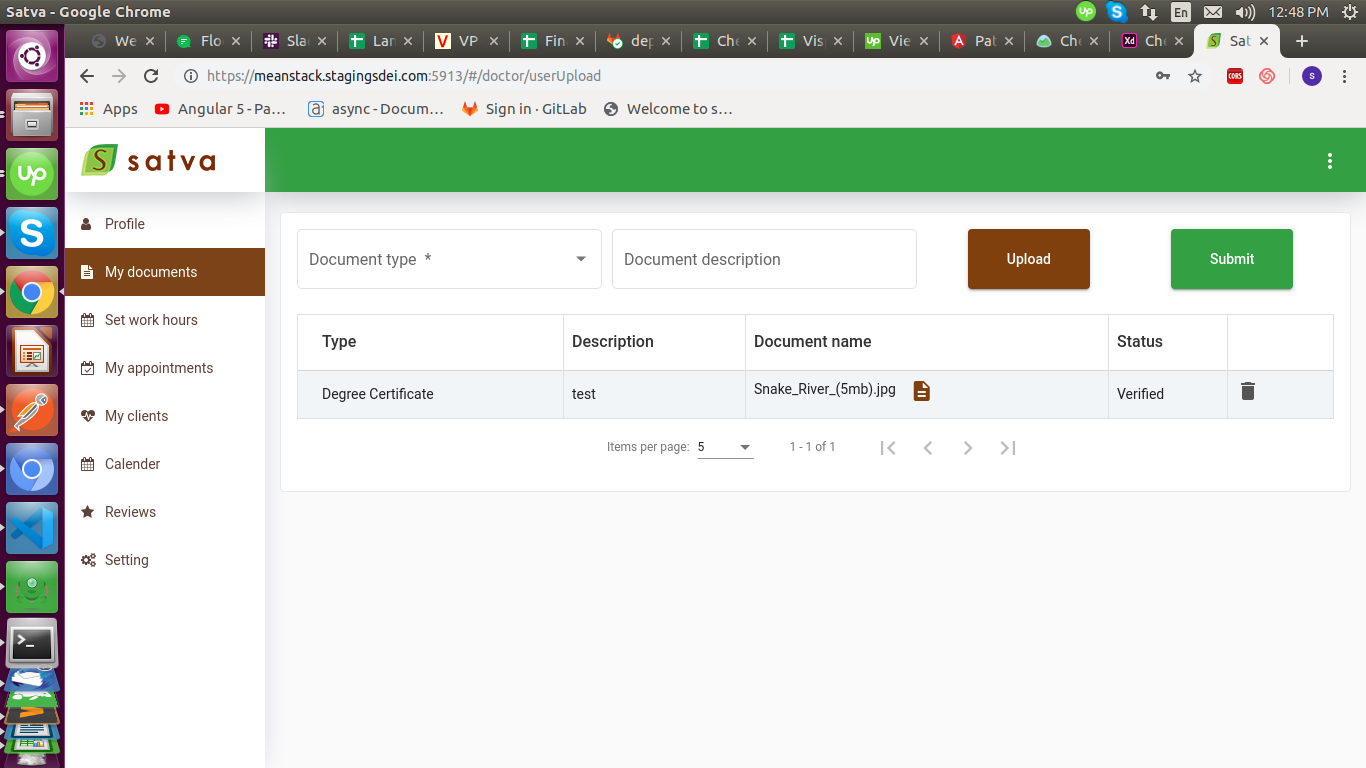 Satva - Google Chrome
Up
En
12:48 PM
We
Flo
Sla
Lan
VP
Fin
dep
Che
Vis
Vie
Pat
Che
Che
Sat
https://meanstack.stagingsdei.com:5913/#/doctor/userUpload
CORS
S
Apps
Angular 5 - Pa…
async - Docum…
Sign in · GitLab
Welcome to s…
satva
Profile
My documents
Set work hours
My appointments
My clients
Calender
Reviews
Setting
Document type *
Document description
Upload
Submit
Type Description Document name Status
Degree Certificate test Snake_River_(5mb).jpg Verified
Items per page: 5 1 - 1 of 1